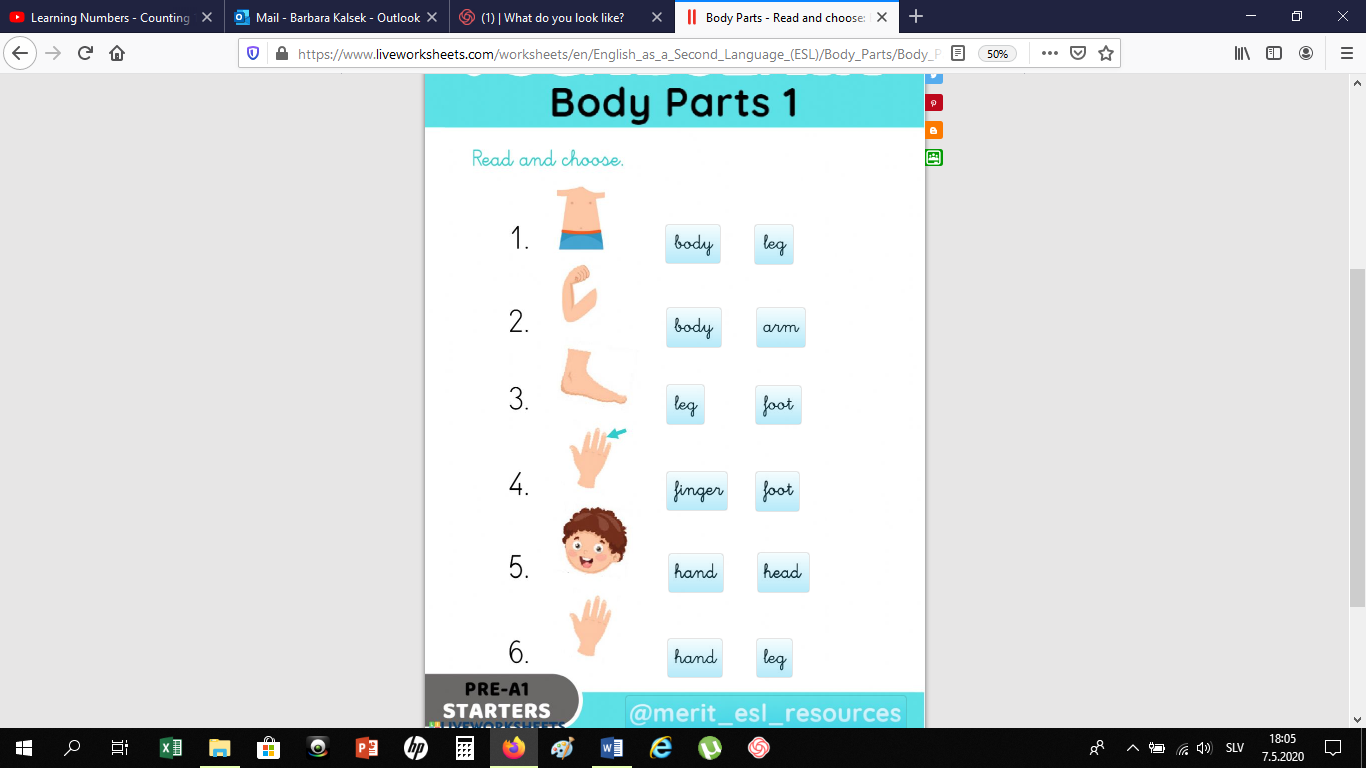 Learning Numbers - Counting
Mail - Barbara Kalsek - Outlook
(1) | What do you look like?
Body Parts - Read and choose:
https://www.liveworksheets.com/worksheets/en/English_as_a_Second_Language_(ESL)/Body_Parts/Body_P
50%
Body Parts 1
Read and choose.
1. body leg
2. body arm
3. leg foot
4. finger foot
5. hand head
6. hand leg
PRE-A1
STARTERS
LIVEWORKSHEETS
@merit_esl_resources
SLV
18:05
7.5.2020